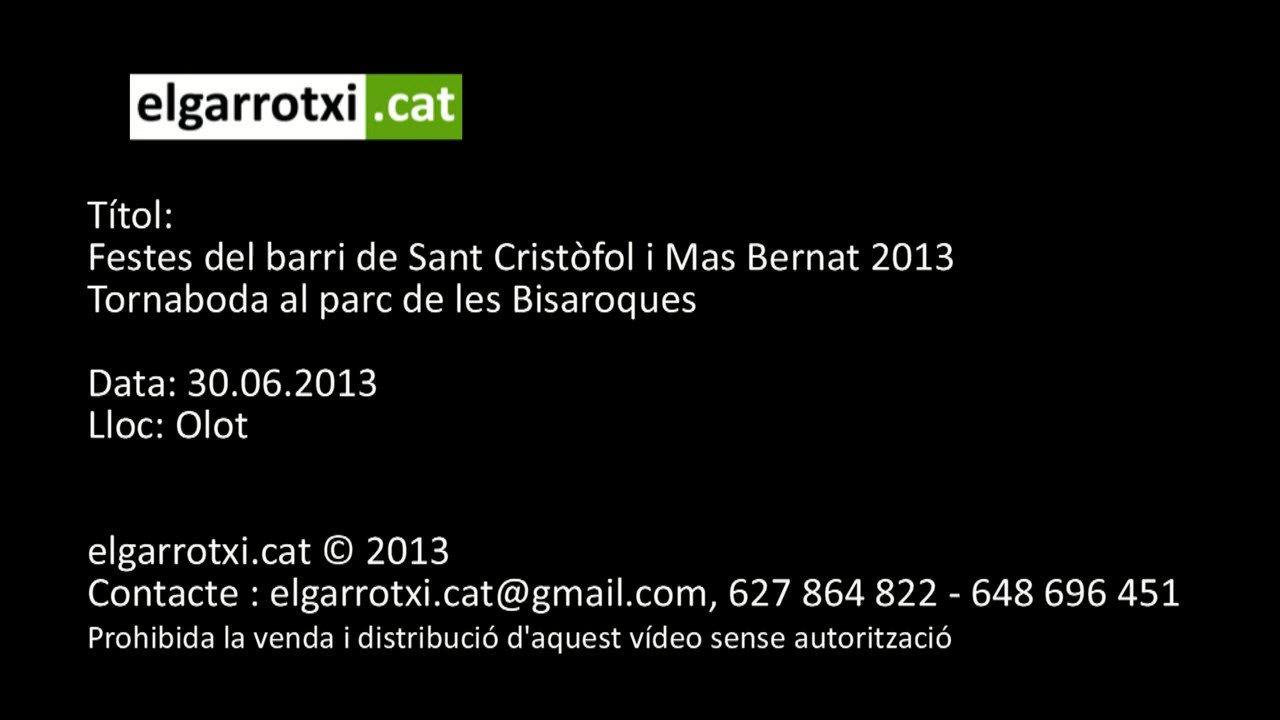 elgarrotxi.cat
Títol:
Festes del barri de Sant Cristòfol i Mas Bernat 2013
Tornaboda al parc de les Bisaroques
Data: 30.06.2013
Lloc: Olot
elgarrotxi.cat © 2013
Contacte : elgarrotxi.cat@gmail.com, 627 864 822 - 648 696 451
Prohibida la venda i distribució d'aquest vídeo sense autorització